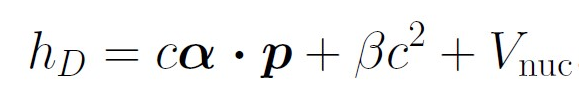 h_D = c𝜶 · 𝒑 + βc² + V_nuc